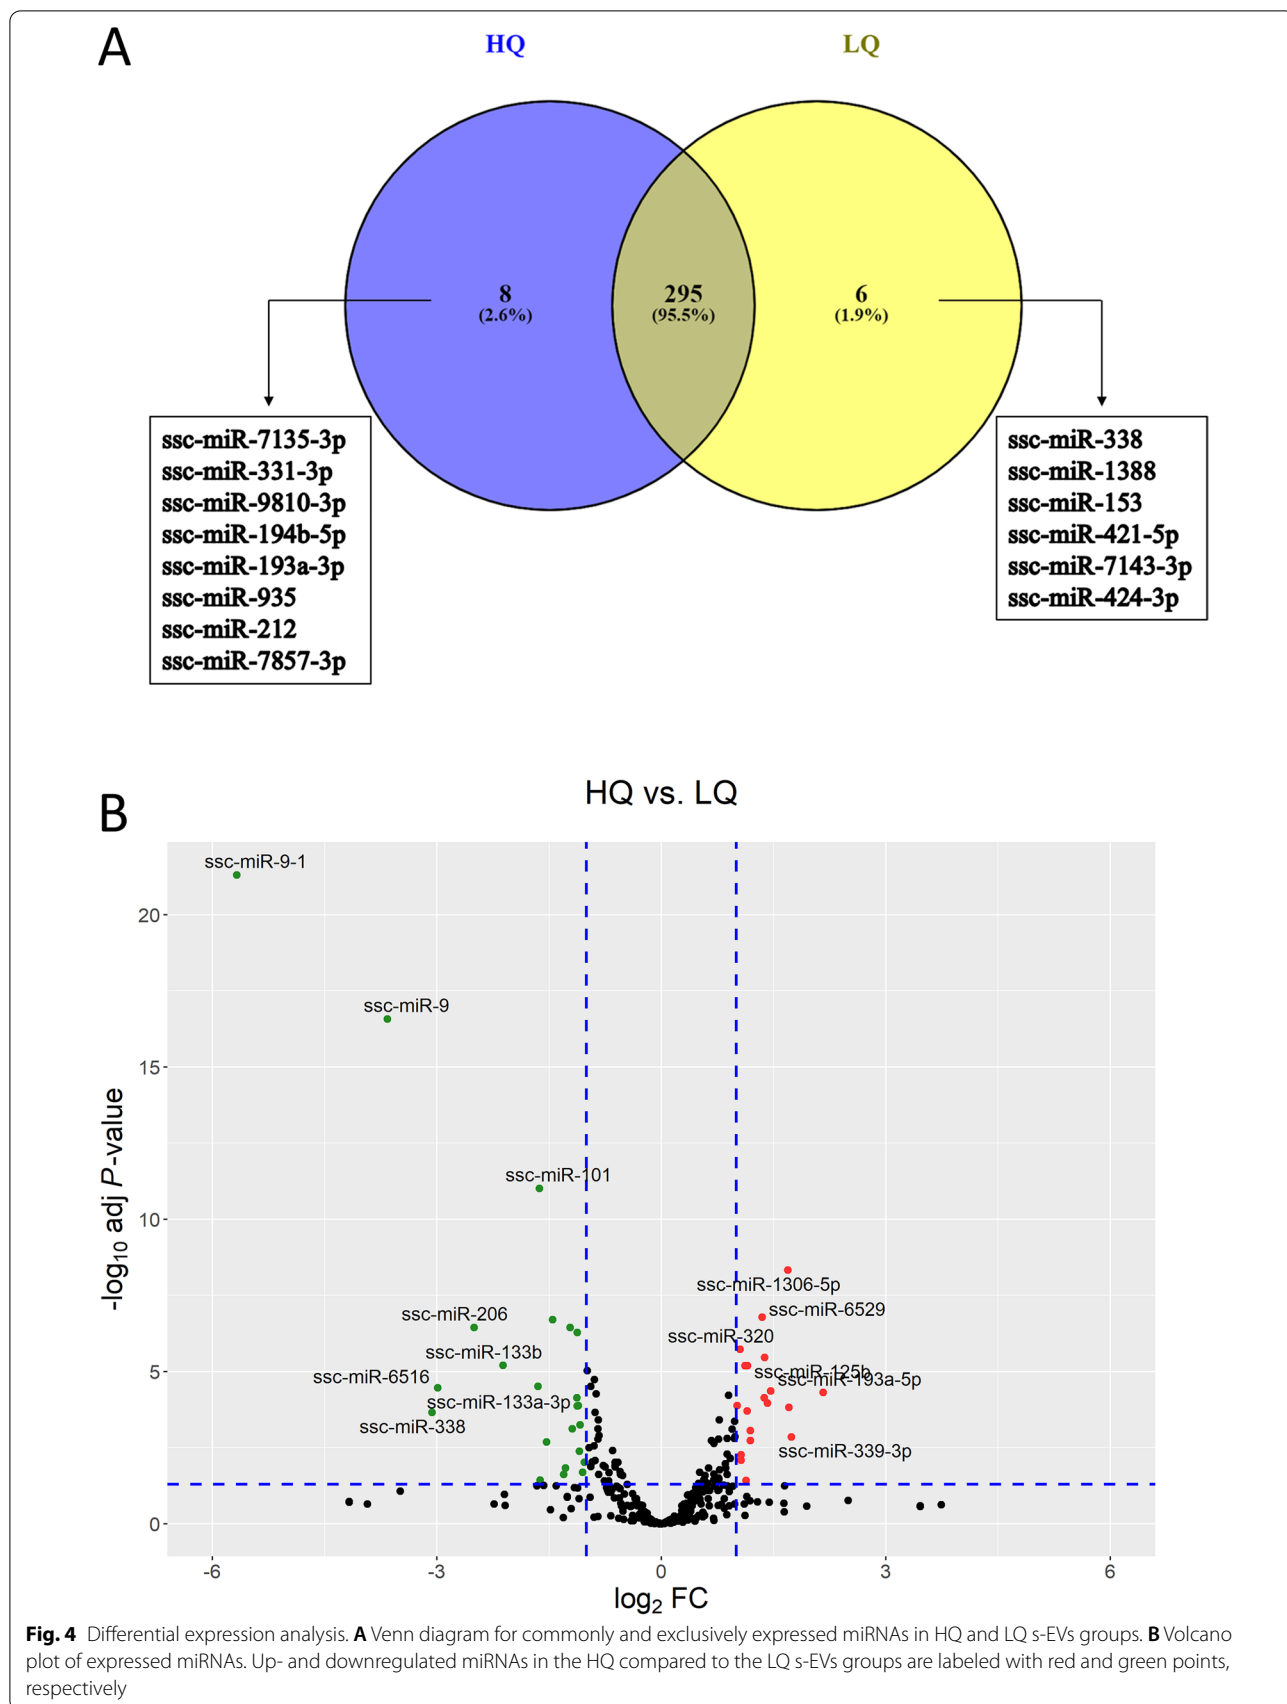 A
HQ
LQ
8
(2.6%)
295
(95.5%)
6
(1.9%)
ssc-miR-7135-3p
ssc-miR-331-3p
ssc-miR-9810-3p
ssc-miR-194b-5p
ssc-miR-193a-3p
ssc-miR-935
ssc-miR-212
ssc-miR-7857-3p
ssc-miR-338
ssc-miR-1388
ssc-miR-153
ssc-miR-421-5p
ssc-miR-7143-3p
ssc-miR-424-3p
B
HQ vs. LQ
ssc-miR-9-1
ssc-miR-9
ssc-miR-101
ssc-miR-1306-5p
ssc-miR-6529
ssc-miR-206
ssc-miR-320
ssc-miR-133b
ssc-miR-125b
ssc-miR-6516
ssc-miR-193a-5p
ssc-miR-133a-3p
ssc-miR-338
ssc-miR-339-3p
20
15
10
5
0
-log10 adj P-value
-6
-3
0
3
6
log2 FC
Fig. 4 Differential expression analysis. A Venn diagram for commonly and exclusively expressed miRNAs in HQ and LQ s-EVs groups. B Volcano
plot of expressed miRNAs. Up- and downregulated miRNAs in the HQ compared to the LQ s-EVs groups are labeled with red and green points,
respectively